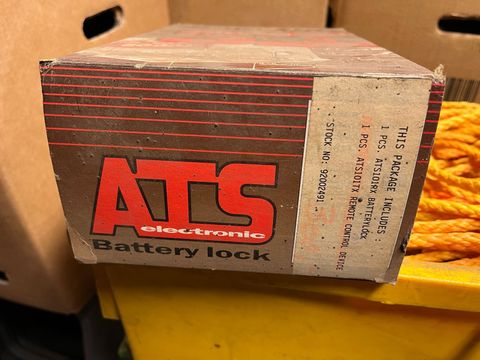 ATS
electronic
Battery lock
THIS PACKAGE INCLUDES :
1 PCS. ATS101RX BATTERYLOCK
1 PCS. ATS101TX REMOTE CONTROL DEVICE
STOCK NO: 92002491